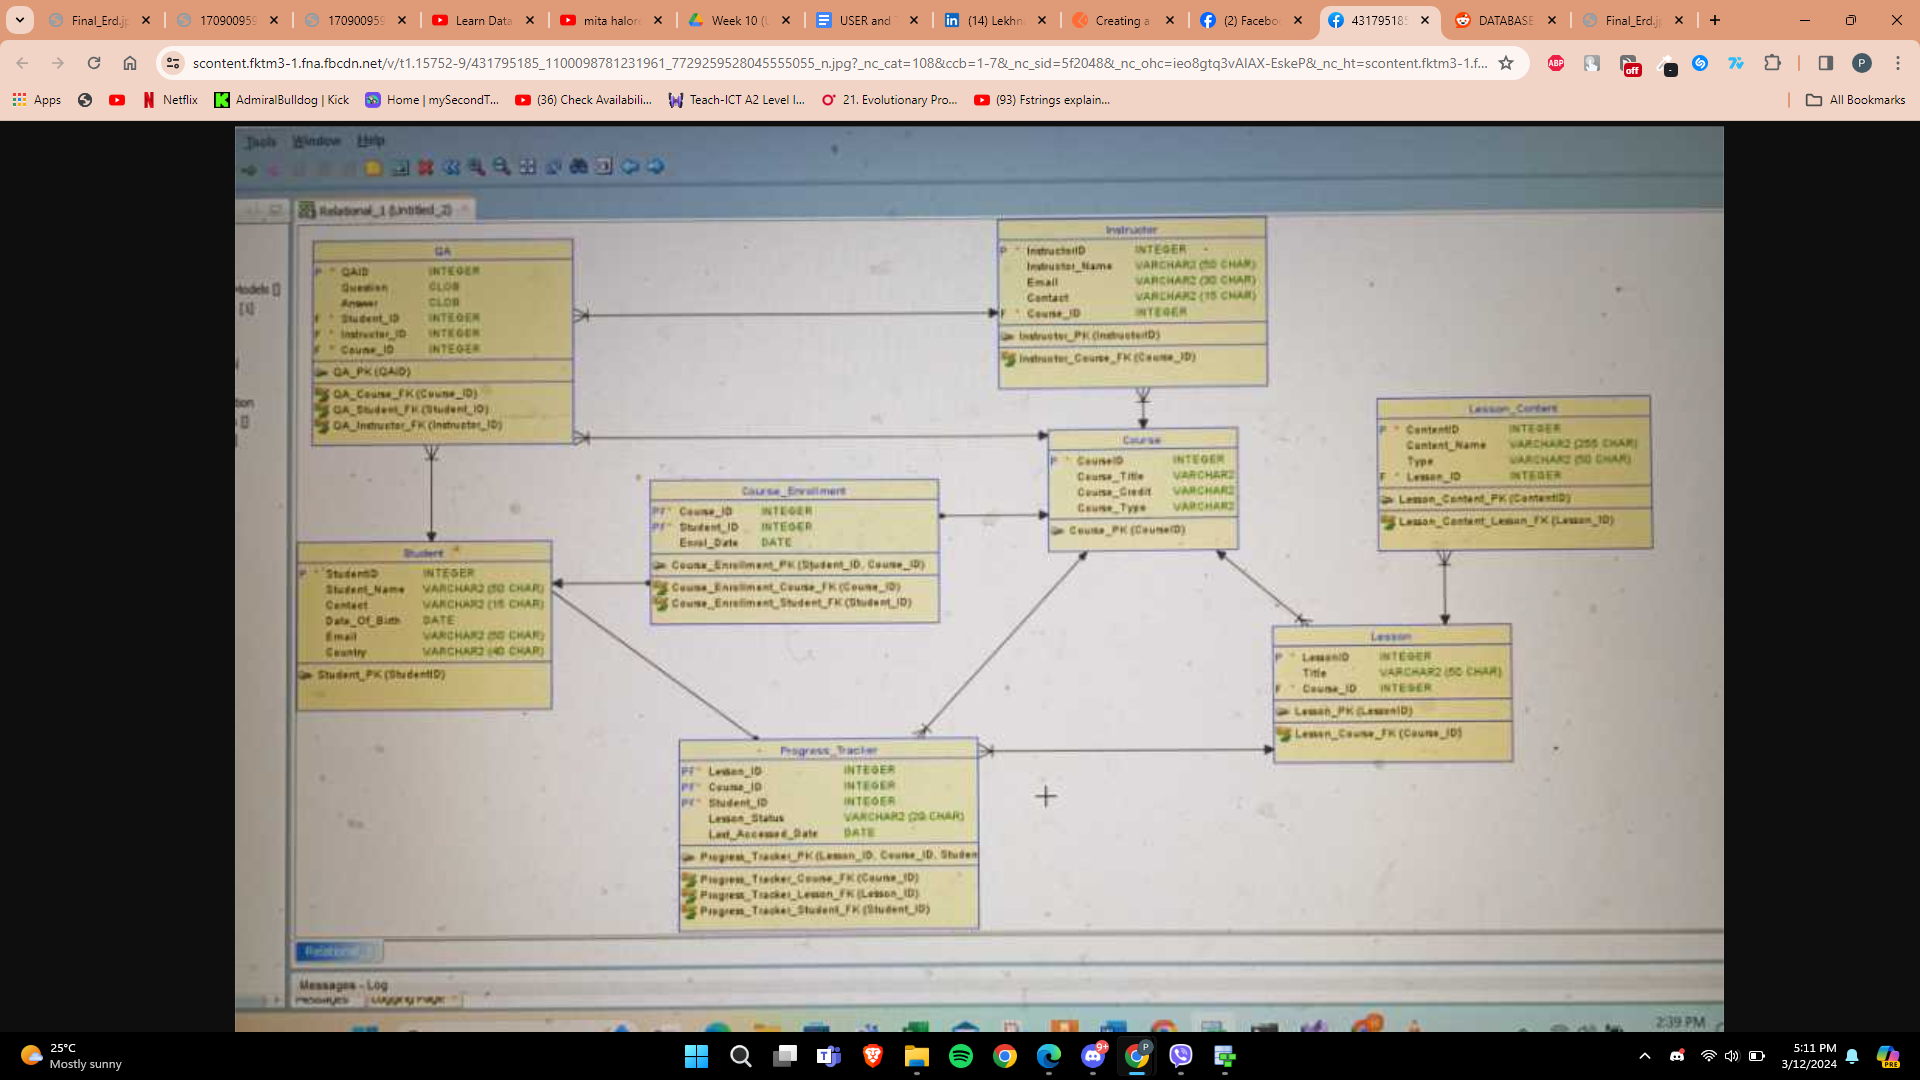 Final_Erd.j
170900959
170900959
Learn Data
mita halore
Week 10 (
USER and
(14) Lekhn
Creating a
(2) Facebo
431795185
DATABASE
Final_Erd.j
scontent.fktm3-1.fna.fbcdn.net/v/t1.15752-9/431795185_1100098781231961_7729259528045555055_n.jpg?_nc_cat=108&ccb=1-7&_nc_sid=5f2048&_nc_ohc=ieo8gtq3vAIAX-EskeP&_nc_ht=scontent.fktm3-1.f...
ABP
off
P
Apps
Netflix
AdmiralBulldog | Kick
Home | mySecondT...
(36) Check Availabili...
Teach-ICT A2 Level I...
21. Evolutionary Pro...
(93) Fstrings explain...
All Bookmarks
Tools Window Help
Relational_1 (Untitled_2)
Models []
[1]
QA
P * QAID INTEGER
Question CLOB
Answer CLOB
F * Student_ID INTEGER
F * Instructor_ID INTEGER
F * Course_ID INTEGER
QA_PK (QAID)
QA_Course_FK (Course_ID)
QA_Student_FK (Student_ID)
QA_Instructor_FK (Instructor_ID)
Instructor
P * InstructorID INTEGER
Instructor_Name VARCHAR2 (50 CHAR)
Email VARCHAR2 (30 CHAR)
Contact VARCHAR2 (15 CHAR)
F * Course_ID INTEGER
Instructor_PK (InstructorID)
Instructor_Course_FK (Course_ID)
Course
P * CourseID INTEGER
Course_Title VARCHAR2
Course_Credit VARCHAR2
Course_Type VARCHAR2
Course_PK (CourseID)
Lesson_Content
P * ContentID INTEGER
Content_Name VARCHAR2 (255 CHAR)
Type VARCHAR2 (50 CHAR)
F * Lesson_ID INTEGER
Lesson_Content_PK (ContentID)
Lesson_Content_Lesson_FK (Lesson_ID)
Course_Enrollment
PF* Course_ID INTEGER
PF* Student_ID INTEGER
Enrol_Date DATE
Course_Enrollment_PK (Student_ID, Course_ID)
Course_Enrollment_Course_FK (Course_ID)
Course_Enrollment_Student_FK (Student_ID)
Student
P * StudentID INTEGER
Student_Name VARCHAR2 (50 CHAR)
Contact VARCHAR2 (15 CHAR)
Date_Of_Birth DATE
Email VARCHAR2 (50 CHAR)
Country VARCHAR2 (40 CHAR)
Student_PK (StudentID)
Lesson
P * LessonID INTEGER
Title VARCHAR2 (50 CHAR)
F * Course_ID INTEGER
Lesson_PK (LessonID)
Lesson_Course_FK (Course_ID)
Progress_Tracker
PF* Lesson_ID INTEGER
PF* Course_ID INTEGER
PF* Student_ID INTEGER
Lesson_Status VARCHAR2 (20 CHAR)
Last_Accessed_Date DATE
Progress_Tracker_PK (Lesson_ID, Course_ID, Studen
Progress_Tracker_Course_FK (Course_ID)
Progress_Tracker_Lesson_FK (Lesson_ID)
Progress_Tracker_Student_FK (Student_ID)
Messages - Log
Messages Logging Page
2:39 PM
25°C
Mostly sunny
9+
P
5:11 PM
3/12/2024
PRE